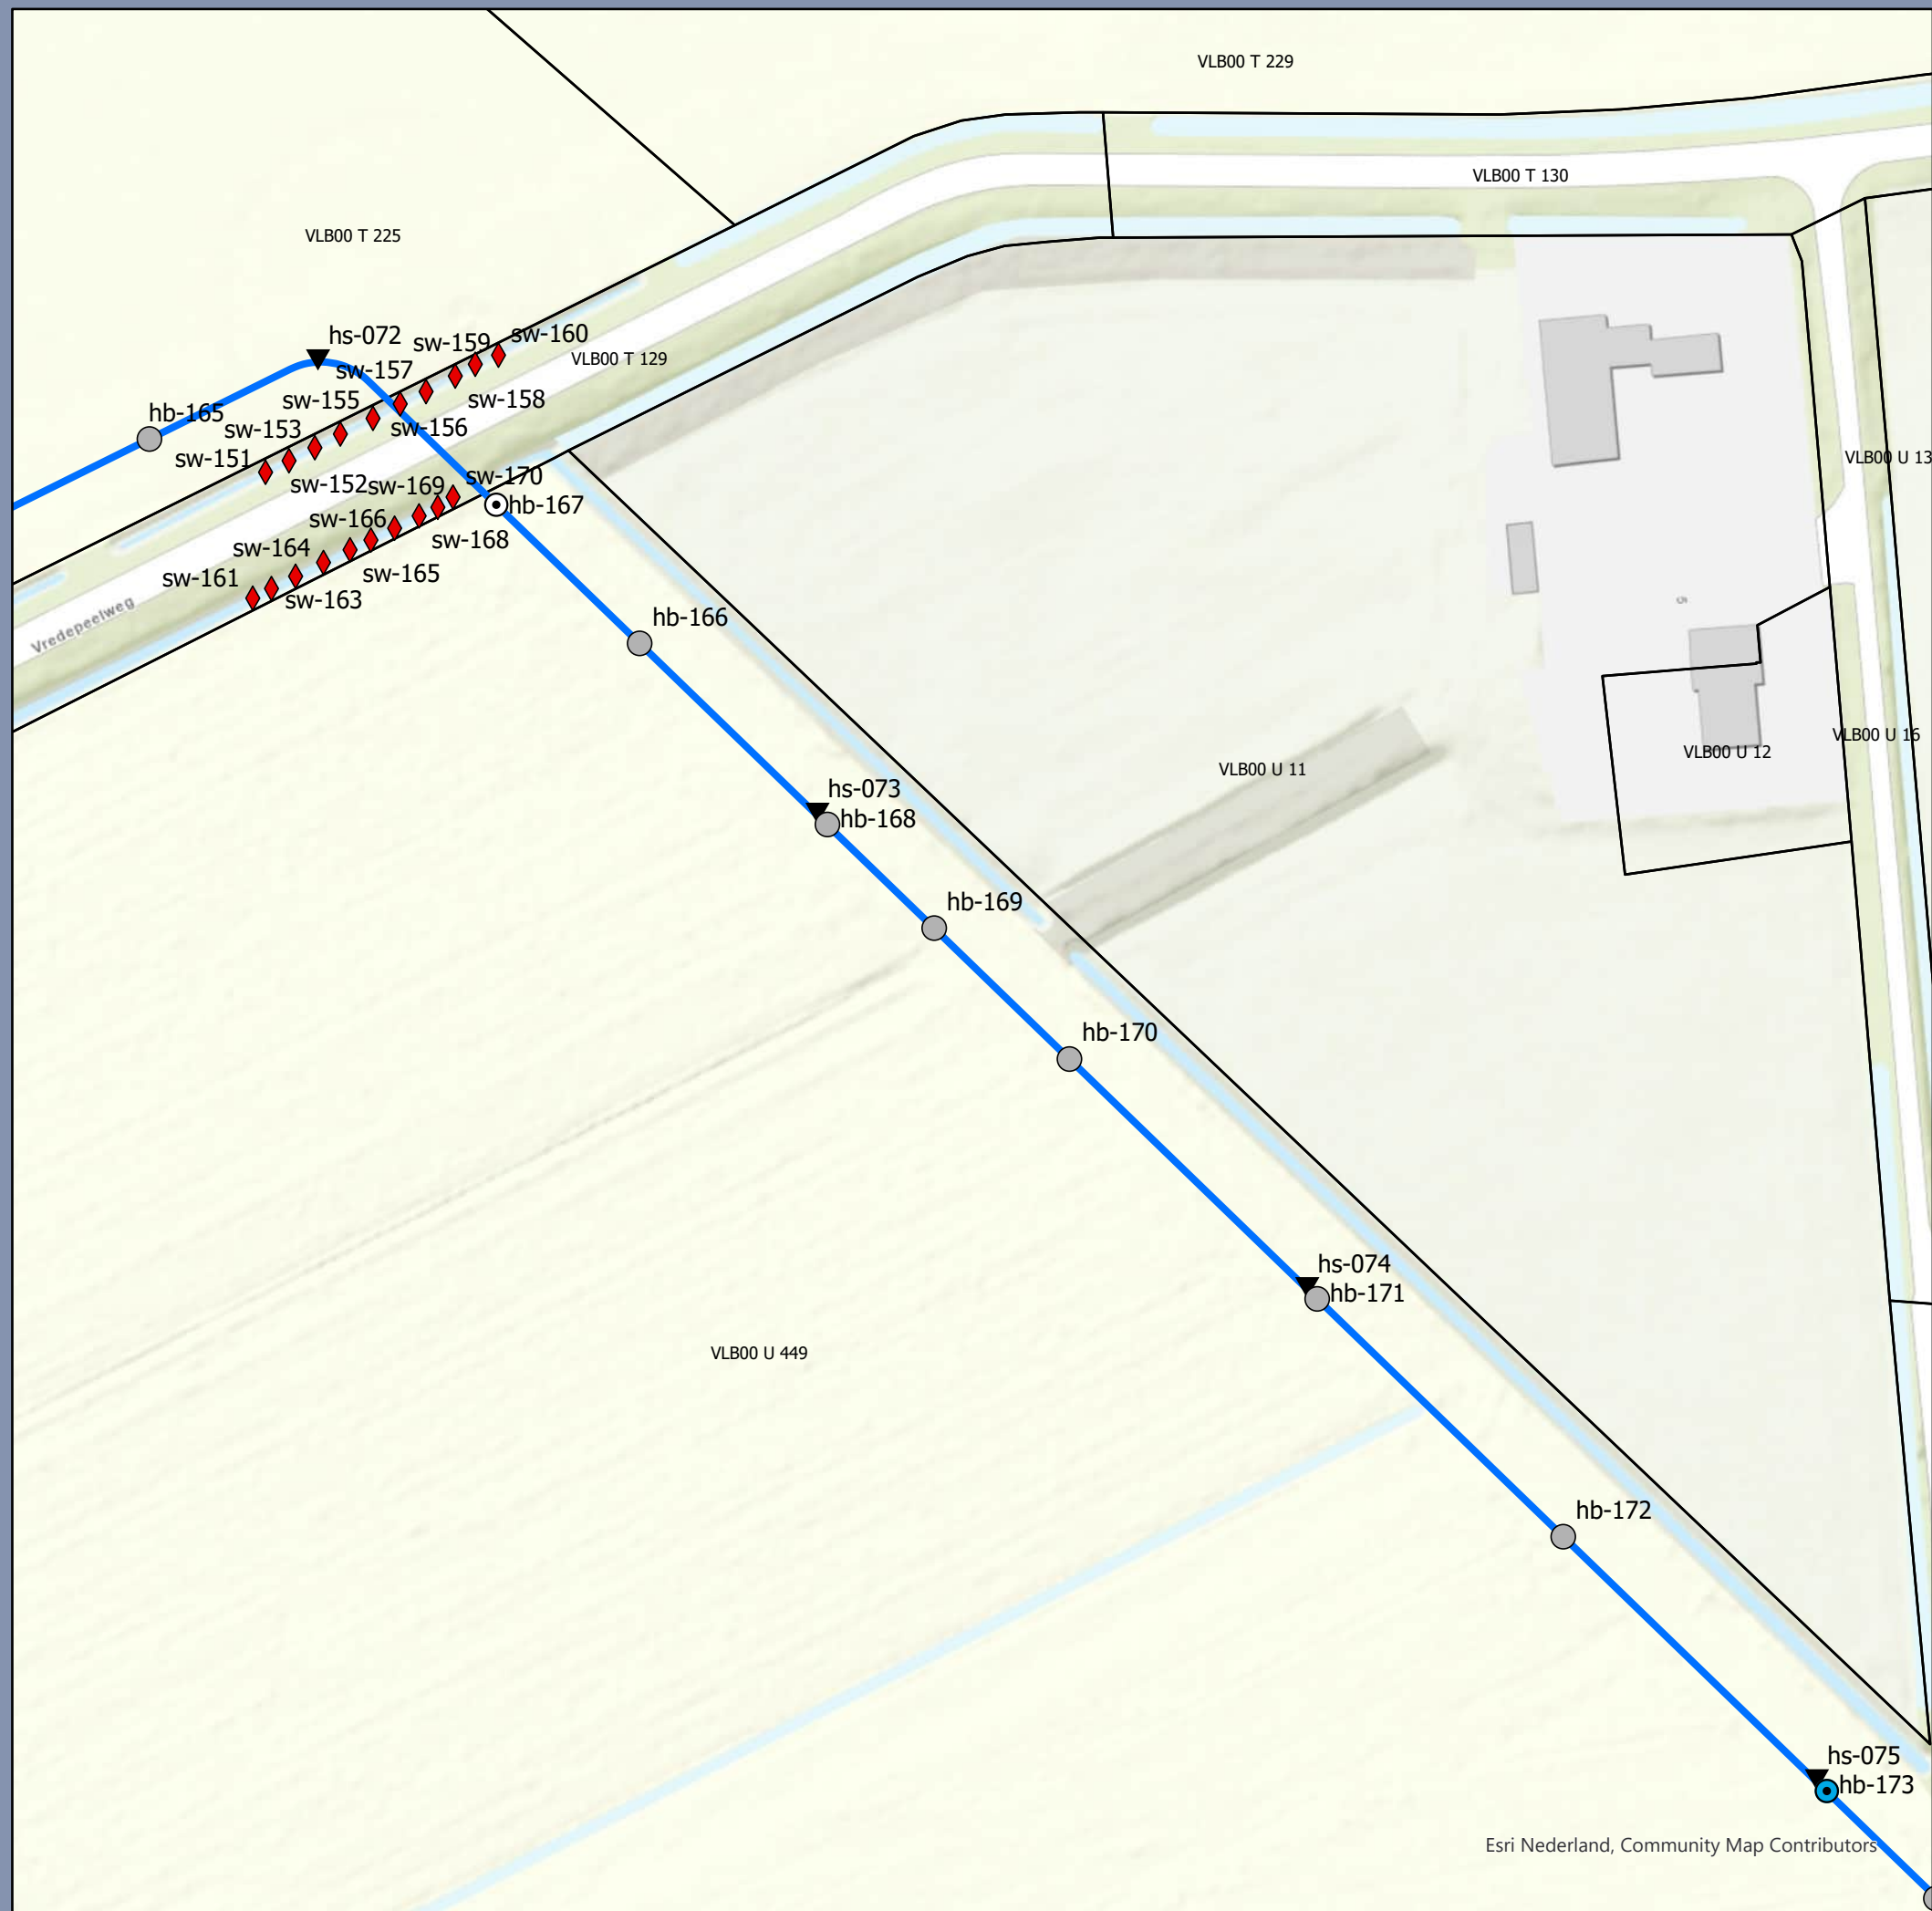 VLB00 T 229
VLB00 T 130
VLB00 T 225
hs-072
sw-159
sw-160
VLB00 T 129
sw-157
sw-155
sw-158
hb-165
sw-153
sw-156
sw-151
VLB00 U 13
sw-152
sw-169
sw-170
hb-167
sw-166
sw-168
sw-164
sw-165
sw-161
sw-163
Vredepeelweg
hb-166
VLB00 U 16
VLB00 U 12
VLB00 U 11
hs-073
hb-168
hb-169
hb-170
hs-074
hb-171
VLB00 U 449
hb-172
hs-075
hb-173
Esri Nederland, Community Map Contributors